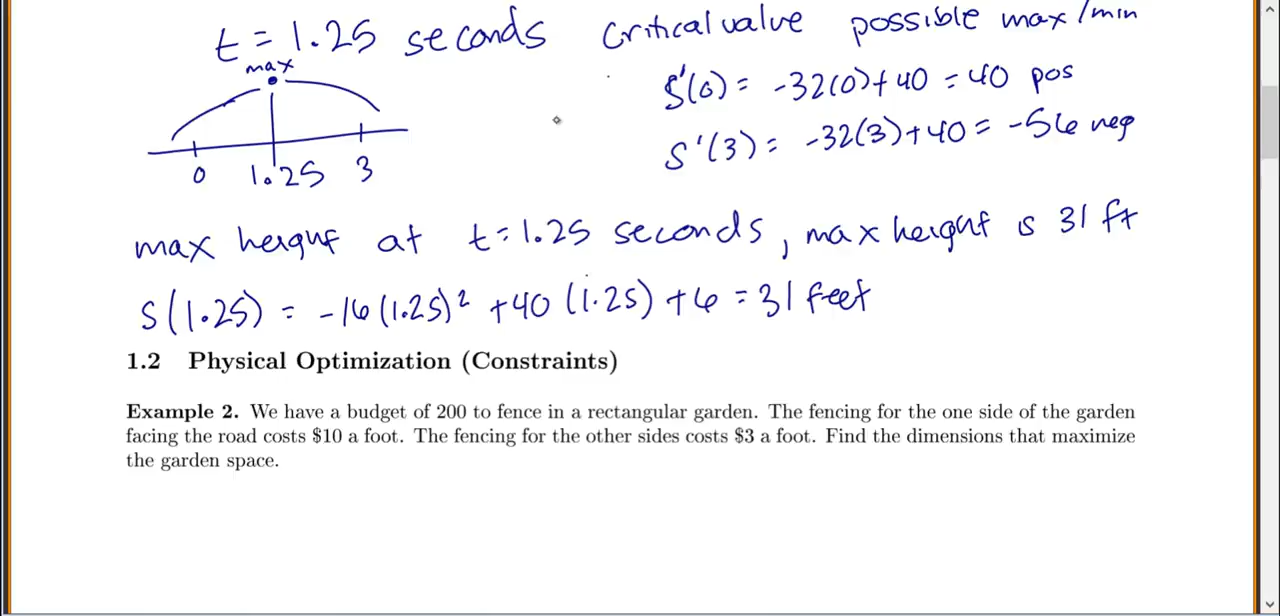 t = 1.25 seconds critical value possible max/min
max
S'(0) = -32(0)+40 = 40 pos
S'(3) = -32(3)+40 = -56 neg
0 1.25 3
max height at t=1.25 seconds, max height is 31 ft
S(1.25) = -16(1.25)² +40(1.25)+6 = 31 feet
1.2 Physical Optimization (Constraints)
Example 2. We have a budget of 200 to fence in a rectangular garden. The fencing for the one side of the garden
facing the road costs $10 a foot. The fencing for the other sides costs $3 a foot. Find the dimensions that maximize
the garden space.